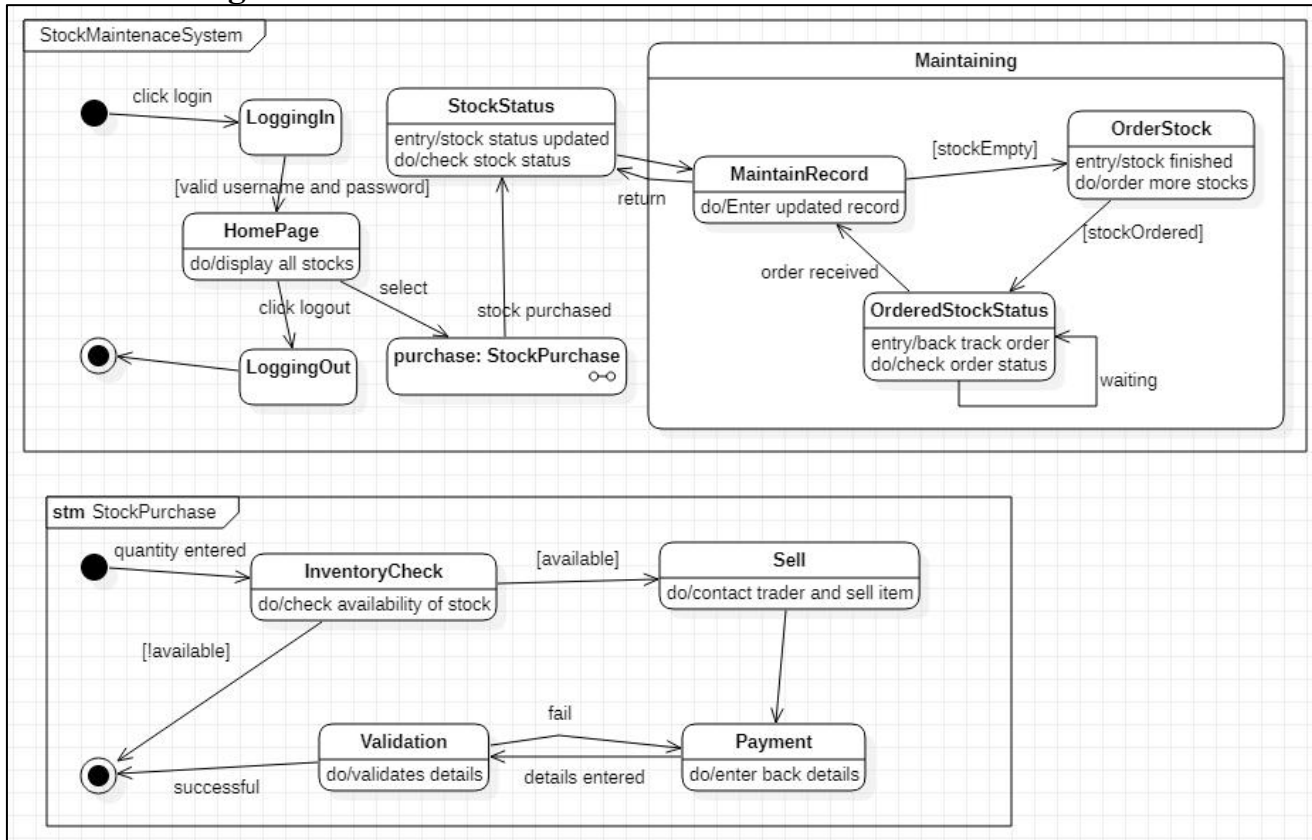 StockMaintenaceSystem
Maintaining
click login
LoggingIn
StockStatus
entry/stock status updated
do/check stock status
OrderStock
entry/stock finished
do/order more stocks
[stockEmpty]
MaintainRecord
do/Enter updated record
return
[valid username and password]
HomePage
do/display all stocks
[stockOrdered]
order received
select
click logout
stock purchased
OrderedStockStatus
entry/back track order
do/check order status
waiting
LoggingOut
purchase: StockPurchase
stm StockPurchase
quantity entered
InventoryCheck
do/check availability of stock
[available]
Sell
do/contact trader and sell item
[!available]
fail
Validation
do/validates details
Payment
do/enter back details
details entered
successful